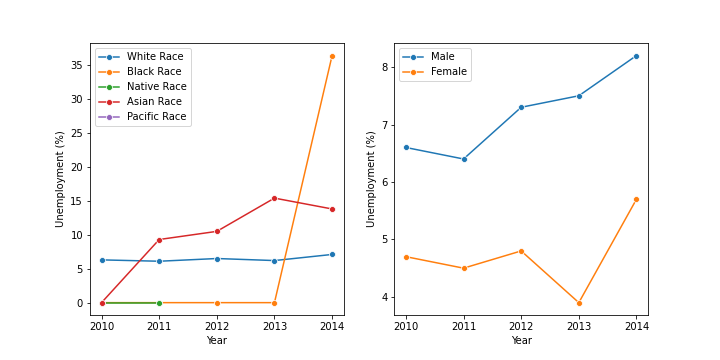 White Race
Black Race
Native Race
Asian Race
Pacific Race
Unemployment (%)
35
30
25
20
15
10
5
0
2010 2011 2012 2013 2014
Year
Male
Female
Unemployment (%)
8
7
6
5
4
2010 2011 2012 2013 2014
Year